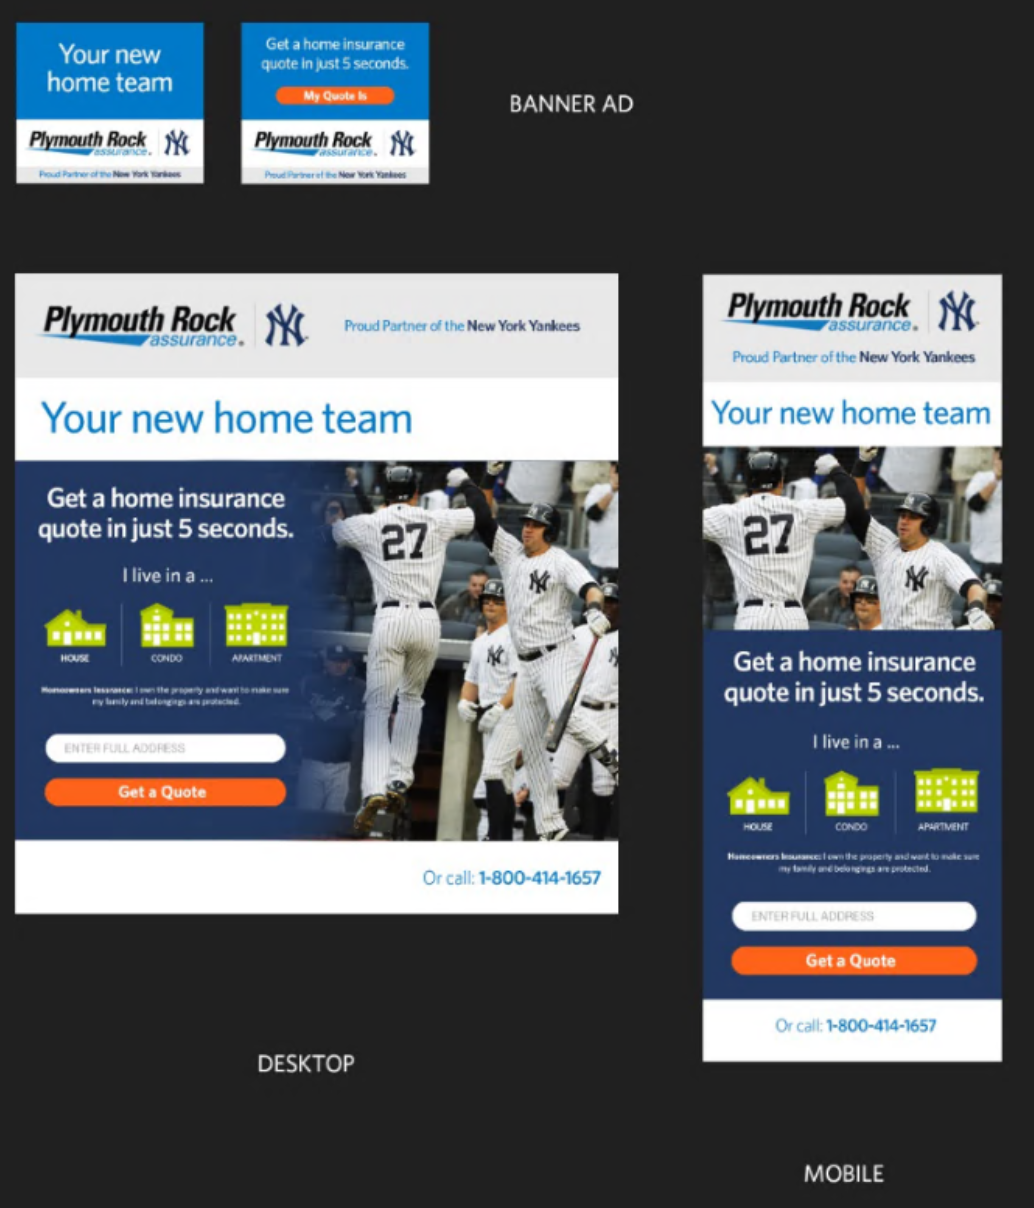 Your new
home team
Plymouth Rock
assurance®
NY
Proud Partner of the New York Yankees
Get a home insurance
quote in just 5 seconds.
My Quote Is
Plymouth Rock
assurance®
NY
Proud Partner of the New York Yankees
BANNER AD
Plymouth Rock
assurance®
NY
Proud Partner of the New York Yankees
Your new home team
Get a home insurance
quote in just 5 seconds.
I live in a ...
HOUSE
CONDO
APARTMENT
Homeowners Insurance: I own the property and want to make sure
my family and belongings are protected.
ENTER FULL ADDRESS
Get a Quote
27
NY
NY
Or call: 1-800-414-1657
DESKTOP
Plymouth Rock
assurance®
NY
Proud Partner of the New York Yankees
Your new home team
27
NY
Get a home insurance
quote in just 5 seconds.
I live in a ...
HOUSE
CONDO
APARTMENT
Homeowners Insurance: I own the property and want to make sure
my family and belongings are protected.
ENTER FULL ADDRESS
Get a Quote
Or call: 1-800-414-1657
MOBILE